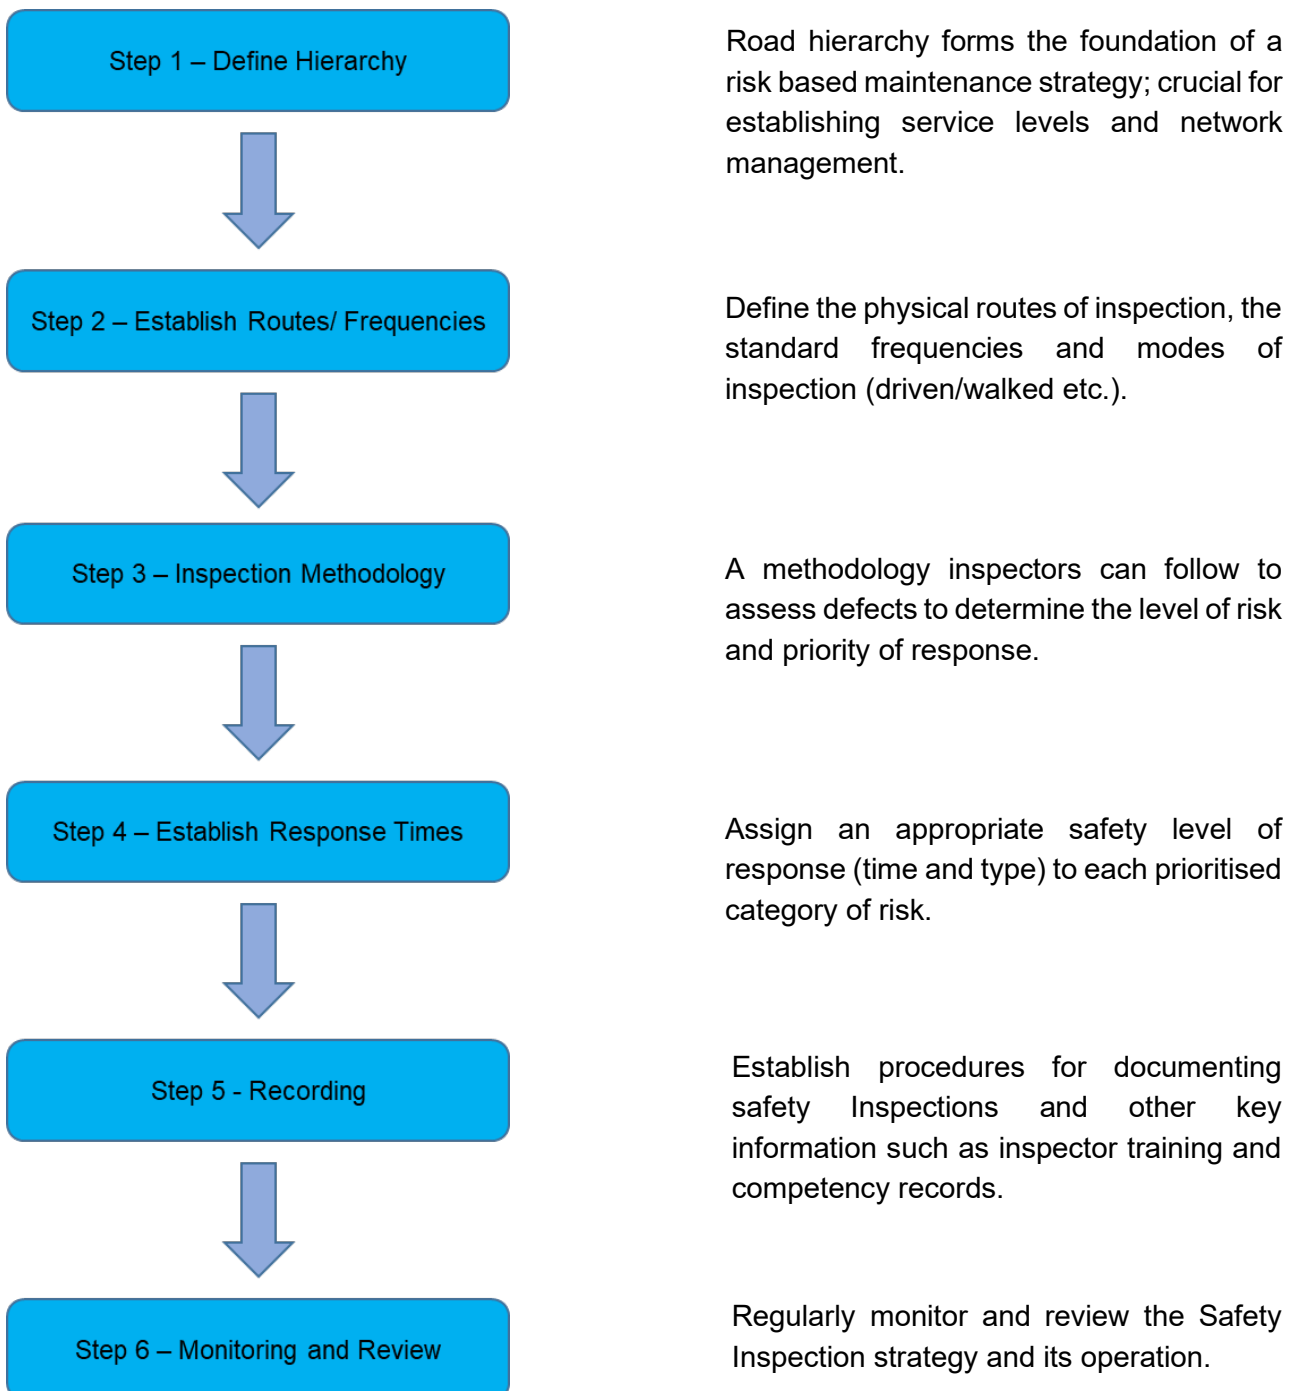 Step 1 – Define Hierarchy
Road hierarchy forms the foundation of a
risk based maintenance strategy; crucial for
establishing service levels and network
management.
Step 2 – Establish Routes/ Frequencies
Define the physical routes of inspection, the
standard frequencies and modes of
inspection (driven/walked etc.).
Step 3 – Inspection Methodology
A methodology inspectors can follow to
assess defects to determine the level of risk
and priority of response.
Step 4 – Establish Response Times
Assign an appropriate safety level of
response (time and type) to each prioritised
category of risk.
Step 5 - Recording
Establish procedures for documenting
safety Inspections and other key
information such as inspector training and
competency records.
Step 6 – Monitoring and Review
Regularly monitor and review the Safety
Inspection strategy and its operation.